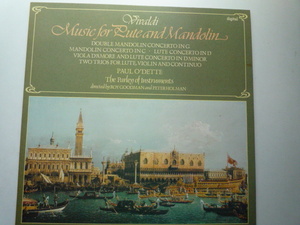 Vivaldi
digital
Music for Lute and Mandolin
DOUBLE MANDOLIN CONCERTO IN G
MANDOLIN CONCERTO IN C · LUTE CONCERTO IN D
VIOLA D'AMORE AND LUTE CONCERTO IN D MINOR
TWO TRIOS FOR LUTE, VIOLIN AND CONTINUO
PAUL O'DETTE
The Parley of Instruments
directed by ROY GOODMAN and PETER HOLMAN